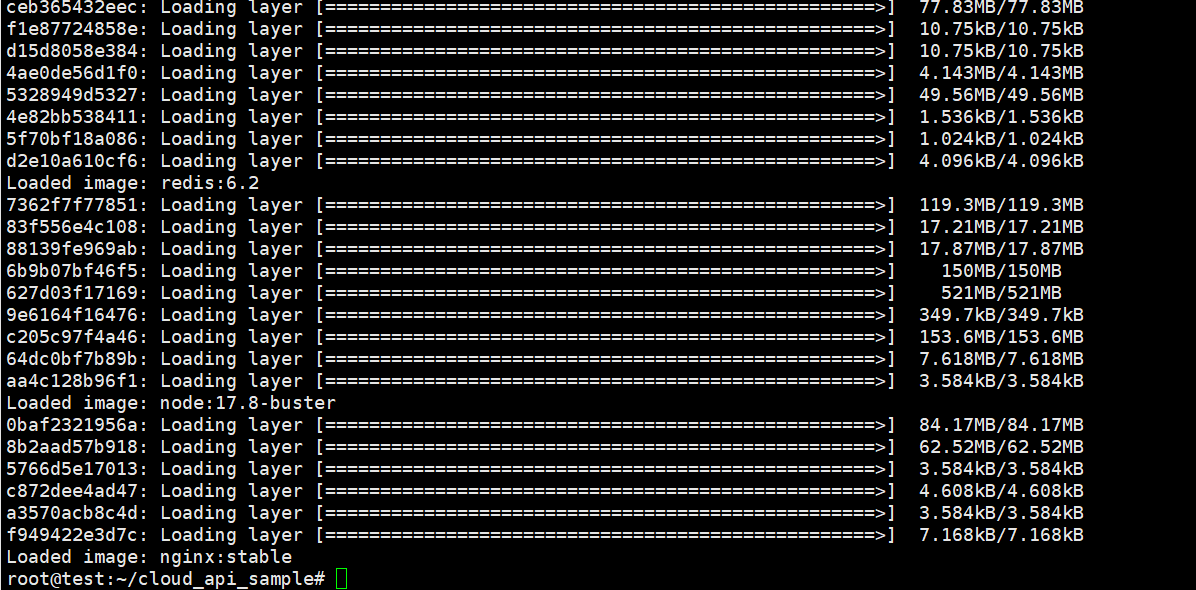 ceb365432eec: Loading layer [==================================================>]  77.83MB/77.83MB
f1e87724858e: Loading layer [==================================================>]  10.75kB/10.75kB
d15d8058e384: Loading layer [==================================================>]  10.75kB/10.75kB
4ae0de56d1f0: Loading layer [==================================================>]  4.143MB/4.143MB
5328949d5327: Loading layer [==================================================>]  49.56MB/49.56MB
4e82bb538411: Loading layer [==================================================>]  1.536kB/1.536kB
5f70bf18a086: Loading layer [==================================================>]  1.024kB/1.024kB
d2e10a610cf6: Loading layer [==================================================>]  4.096kB/4.096kB
Loaded image: redis:6.2
7362f7f77851: Loading layer [==================================================>]  119.3MB/119.3MB
83f556e4c108: Loading layer [==================================================>]  17.21MB/17.21MB
88139fe969ab: Loading layer [==================================================>]  17.87MB/17.87MB
6b9b07bf46f5: Loading layer [==================================================>]    150MB/150MB
627d03f17169: Loading layer [==================================================>]    521MB/521MB
9e6164f16476: Loading layer [==================================================>]  349.7kB/349.7kB
c205c97f4a46: Loading layer [==================================================>]  153.6MB/153.6MB
64dc0bf7b89b: Loading layer [==================================================>]  7.618MB/7.618MB
aa4c128b96f1: Loading layer [==================================================>]  3.584kB/3.584kB
Loaded image: node:17.8-buster
0baf2321956a: Loading layer [==================================================>]  84.17MB/84.17MB
8b2aad57b918: Loading layer [==================================================>]  62.52MB/62.52MB
5766d5e17013: Loading layer [==================================================>]  3.584kB/3.584kB
c872dee4ad47: Loading layer [==================================================>]  4.608kB/4.608kB
a3570acb8c4d: Loading layer [==================================================>]  3.584kB/3.584kB
f949422e3d7c: Loading layer [==================================================>]  7.168kB/7.168kB
Loaded image: nginx:stable
root@test:~/cloud_api_sample#